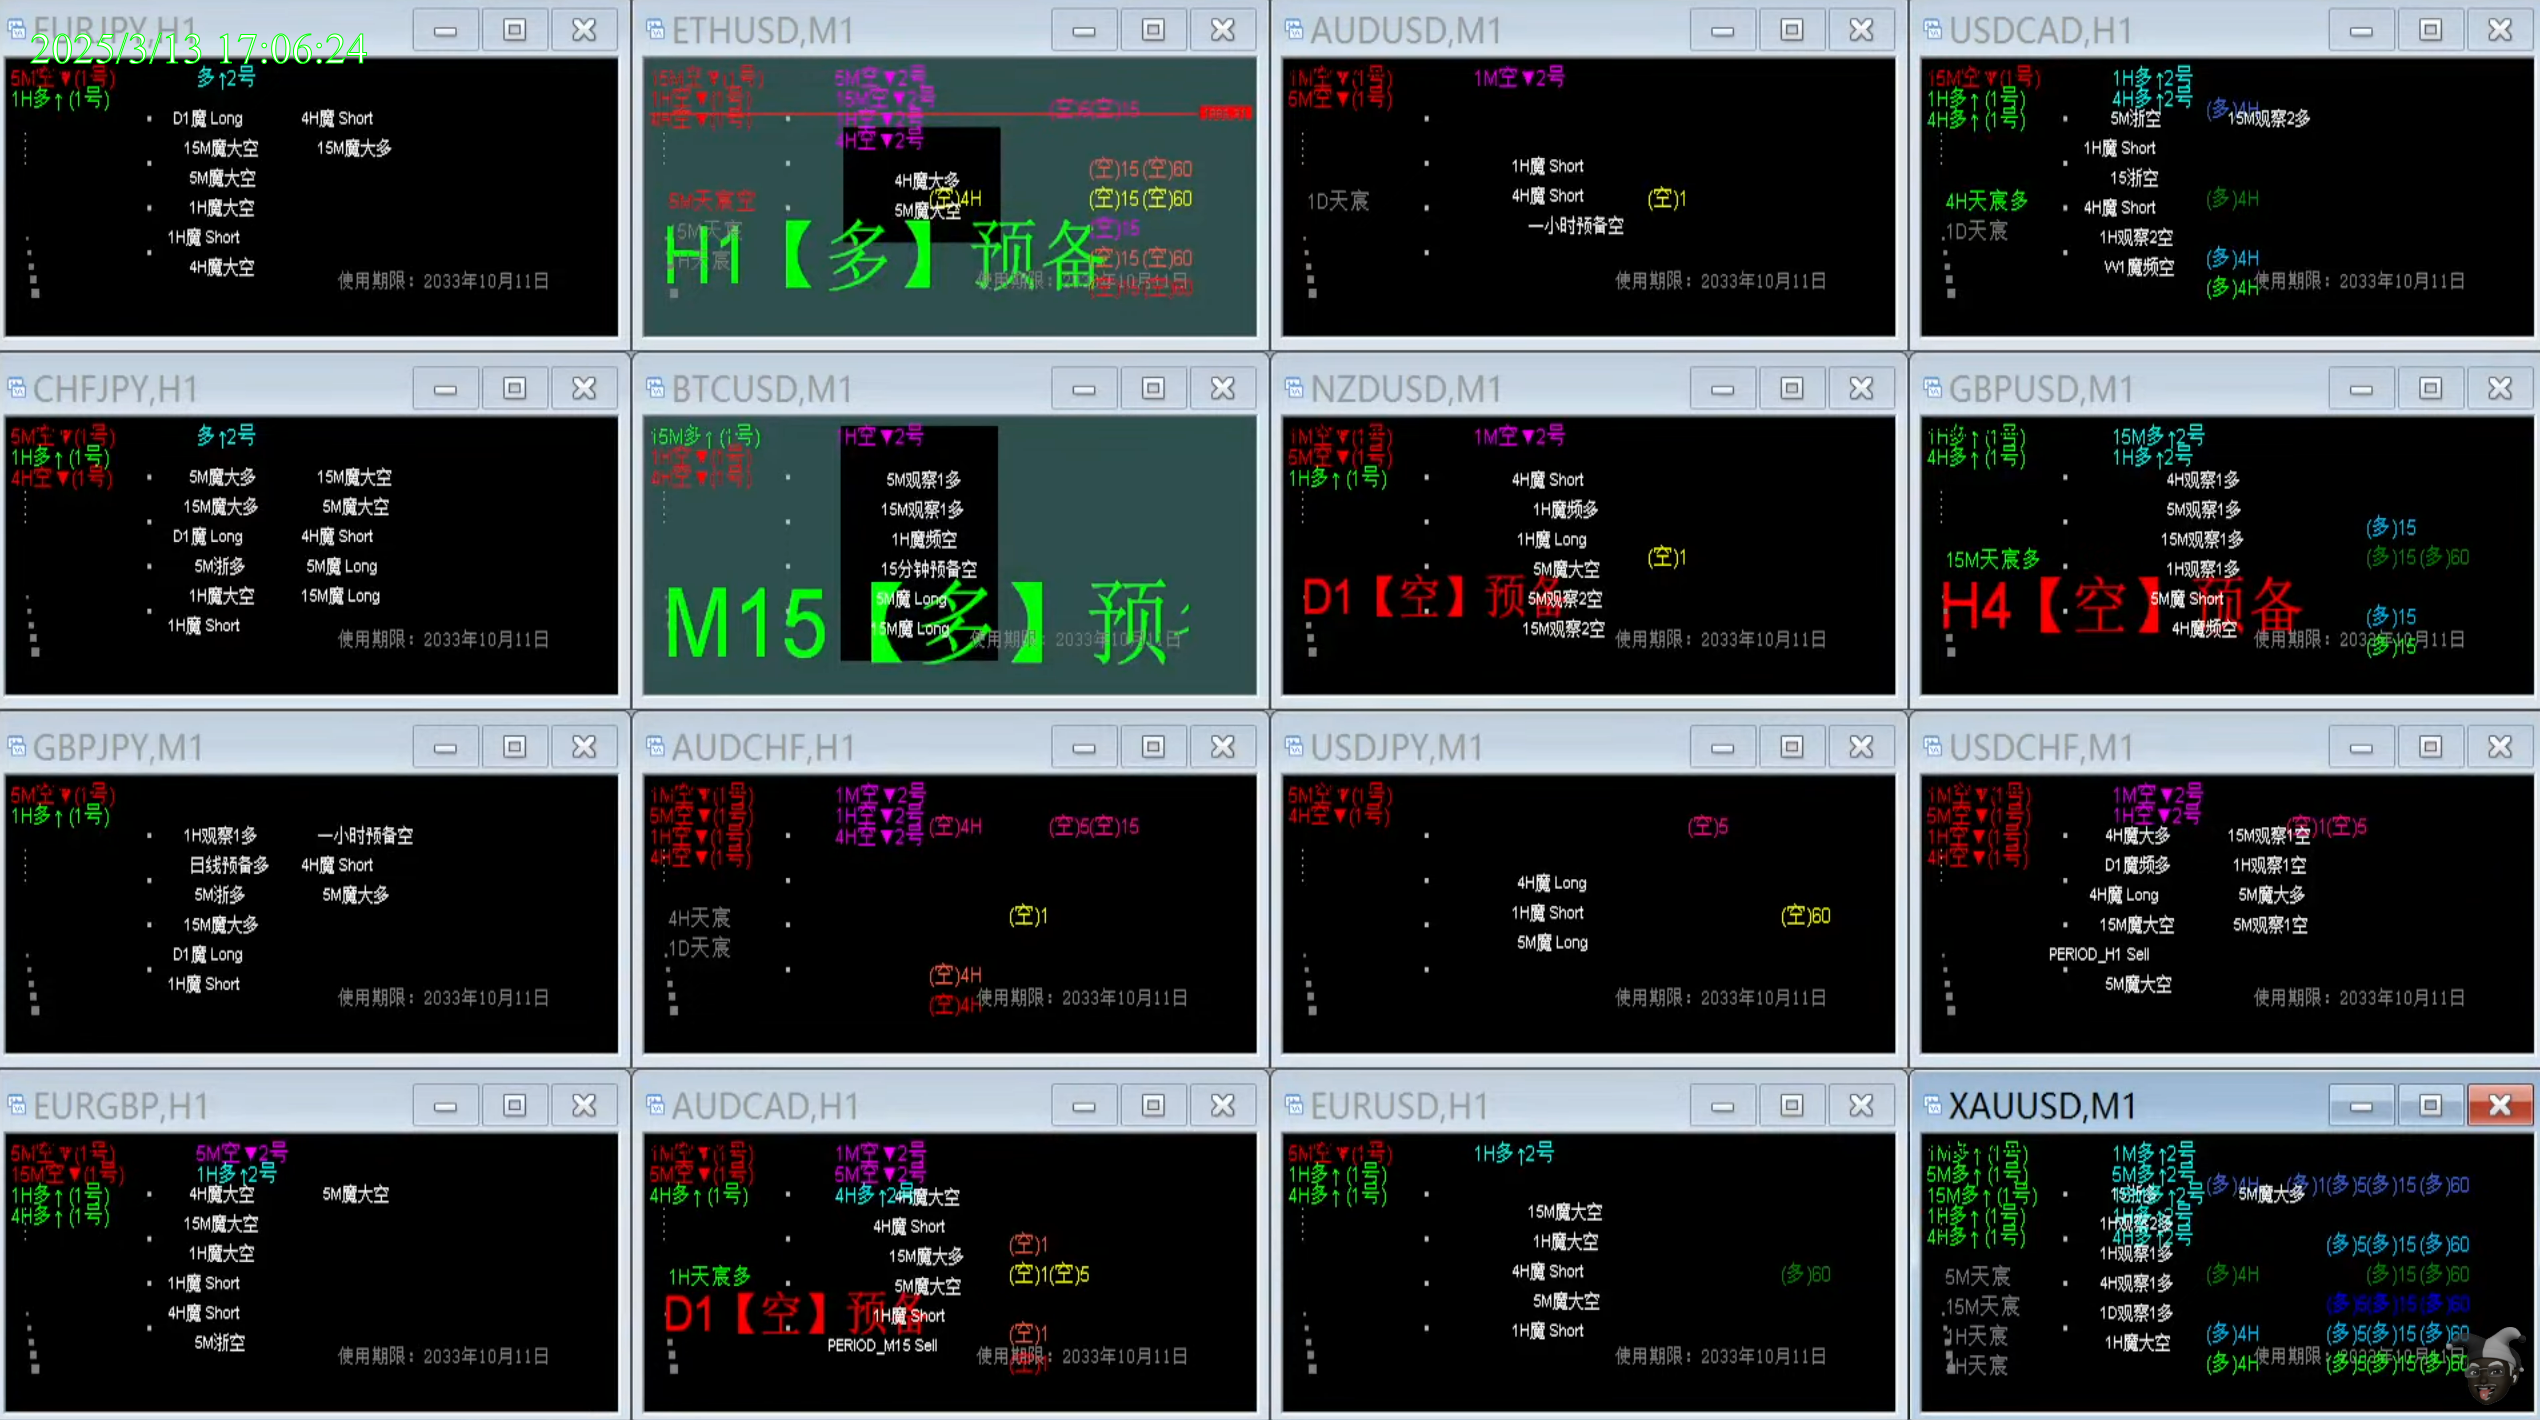 EURJPY,H1
2025/3/13 17:06:24
5M空▼(1号) 多↑2号
1H多↑(1号)
D1魔 Long 4H魔 Short
15M魔大空 15M魔大多
5M魔大空
1H魔大空
1H魔 Short
4H魔大空
使用期限：2033年10月11日
ETHUSD,M1
15M空▼(1号) 5M空▼2号
1H空▼(1号) 15M空▼2号
4H空▼(1号) 1H空▼2号
4H空▼2号
(空)15(空)60
4H魔大多
(空)4H (空)15(空)60
5M天宸空 5M魔大空
(空)15
H1【多】预备
(空)15(空)60
AUDUSD,M1
1M空▼(1号) 1M空▼2号
5M空▼(1号)
1H魔 Short
1D天宸 4H魔 Short (空)1
一小时预备空
使用期限：2033年10月11日
USDCAD,H1
15M空▼(1号) 1H多↑2号
1H多↑(1号) 4H多↑2号
4H多↑(1号) 5M浙空 (多)4H 15M观察2多
1H魔 Short
15浙空
4H天宸多 4H魔 Short (多)4H
1D天宸 1H观察2空
W1魔频空 (多)4H
(多)4H 使用期限：2033年10月11日
CHFJPY,H1
5M空▼(1号) 多↑2号
1H多↑(1号)
4H空▼(1号)
5M魔大多 15M魔大空
15M魔大多 5M魔大空
D1魔 Long 4H魔 Short
5M浙多 5M魔 Long
1H魔大空 15M魔 Long
1H魔 Short
使用期限：2033年10月11日
BTCUSD,M1
15M多↑(1号) 1H空▼2号
1H空▼(1号)
4H空▼(1号)
5M观察1多
15M观察1多
1H魔频空
15分钟预备空
5M魔 Long
15M魔 Long
M15【多】预
使用期限：2033年10月11日
NZDUSD,M1
1M空▼(1号) 1M空▼2号
5M空▼(1号)
1H多↑(1号) 4H魔 Short
1H魔频多
1H魔 Long
5M魔大空 (空)1
D1【空】预备
5M观察2空
15M观察2空
使用期限：2033年10月11日
GBPUSD,M1
1H多↑(1号) 15M多↑2号
4H多↑(1号) 1H多↑2号
4H观察1多
5M观察1多
15M观察1多 (多)15
15M天宸多 1H观察1多 (多)15(多)60
H4【空】预备
5M魔 Short
4H魔频空 (多)15
(多)15
使用期限：2033年10月11日
GBPJPY,M1
5M空▼(1号)
1H多↑(1号)
1H观察1多 一小时预备空
日线预备多 4H魔 Short
5M浙多 5M魔大多
15M魔大多
D1魔 Long
1H魔 Short
使用期限：2033年10月11日
AUDCHF,H1
1M空▼(1号) 1M空▼2号
5M空▼(1号) 1H空▼2号
1H空▼(1号) 4H空▼2号 (空)4H (空)5(空)15
4H空▼(1号)
4H天宸 (空)1
1D天宸
(空)4H
(空)4H 使用期限：2033年10月11日
USDJPY,M1
5M空▼(1号)
4H空▼(1号) (空)5
4H魔 Long
1H魔 Short (空)60
5M魔 Long
使用期限：2033年10月11日
USDCHF,M1
1M空▼(1号) 1M空▼2号
5M空▼(1号) 1H空▼2号
1H空▼(1号) (空)1(空)5
4H空▼(1号)
4H魔大多 15M观察1空
D1魔频多 1H观察1空
4H魔 Long 5M魔大多
15M魔大空 5M观察1空
PERIOD_H1 Sell
5M魔大空
使用期限：2033年10月11日
EURGBP,H1
5M空▼(1号) 5M空▼2号
15M空▼(1号) 1H多↑2号
1H多↑(1号) 4H魔大空 5M魔大空
4H多↑(1号) 15M魔大空
1H魔大空
1H魔 Short
4H魔 Short
5M浙空
使用期限：2033年10月11日
AUDCAD,H1
1M空▼(1号) 1M空▼2号
5M空▼(1号) 5M空▼2号
4H多↑(1号) 4H多↑2号 4H魔大空
4H魔 Short
15M魔大多 (空)1
1H天宸多 5M魔大空 (空)1(空)5
D1【空】预备
1H魔 Short
PERIOD_M15 Sell (空)1
(空)1
使用期限：2033年10月11日
EURUSD,H1
5M空▼(1号) 1H多↑2号
1H多↑(1号)
4H多↑(1号)
15M魔大空
1H魔大空
4H魔 Short (多)60
5M魔大空
1H魔 Short
使用期限：2033年10月11日
XAUUSD,M1
1M多↑(1号) 1M多↑2号
5M多↑(1号) 5M多↑2号
15M多↑(1号) (多)4H (多)1(多)5(多)15(多)60
5M魔大多
1H多↑(1号) 1H观察2多
4H多↑(1号) 4H多↑2号
1H观察1多 (多)5(多)15(多)60
5M天宸 4H观察1多 (多)4H (多)15(多)60
15M天宸 1D观察1多 (多)5(多)15(多)60
1H天宸 1H魔大空 (多)4H (多)5(多)15(多)60
4H天宸 (多)4H (多)5(多)15(多)60